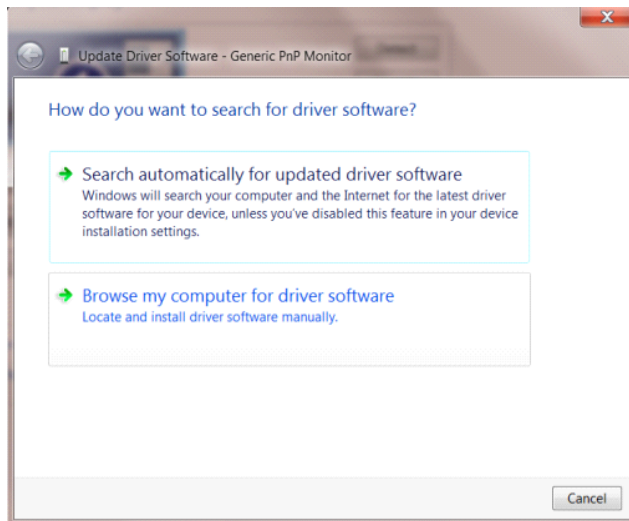 Update Driver Software - Generic PnP Monitor
How do you want to search for driver software?
Search automatically for updated driver software
Windows will search your computer and the Internet for the latest driver
software for your device, unless you've disabled this feature in your device
installation settings.
Browse my computer for driver software
Locate and install driver software manually.
Cancel